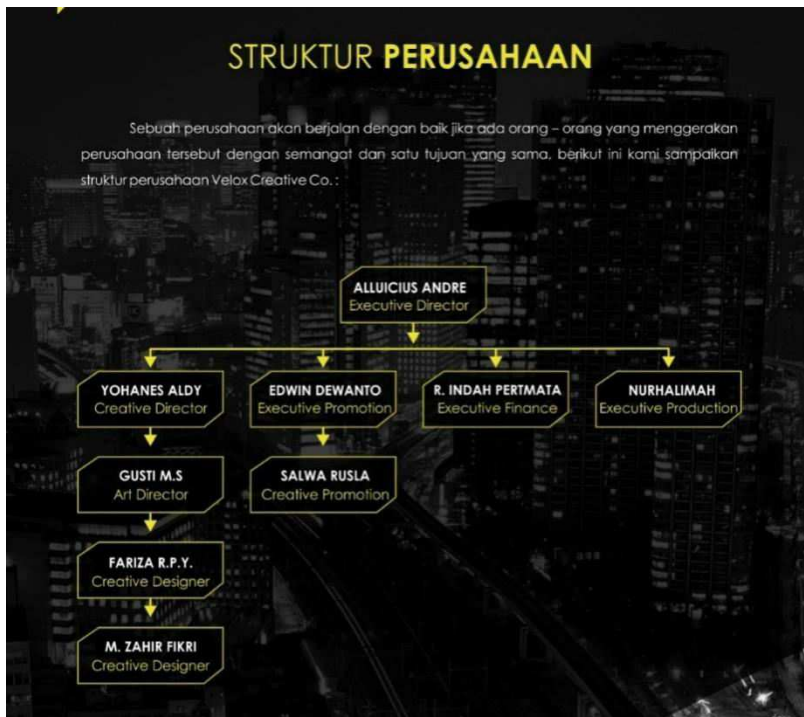 STRUKTUR PERUSAHAAN
Sebuah perusahaan akan berjalan dengan baik jika ada orang – orang yang menggerakan
perusahaan tersebut dengan semangat dan satu tujuan yang sama, berikut ini kami sampaikan
struktur perusahaan Velox Creative Co. :
ALLUICIUS ANDRE
Executive Director
YOHANES ALDY
Creative Director
EDWIN DEWANTO
Executive Promotion
R. INDAH PERTMATA
Executive Finance
NURHALIMAH
Executive Production
GUSTI M.S
Art Director
SALWA RUSLA
Creative Promotion
FARIZA R.P.Y.
Creative Designer
M. ZAHIR FIKRI
Creative Designer